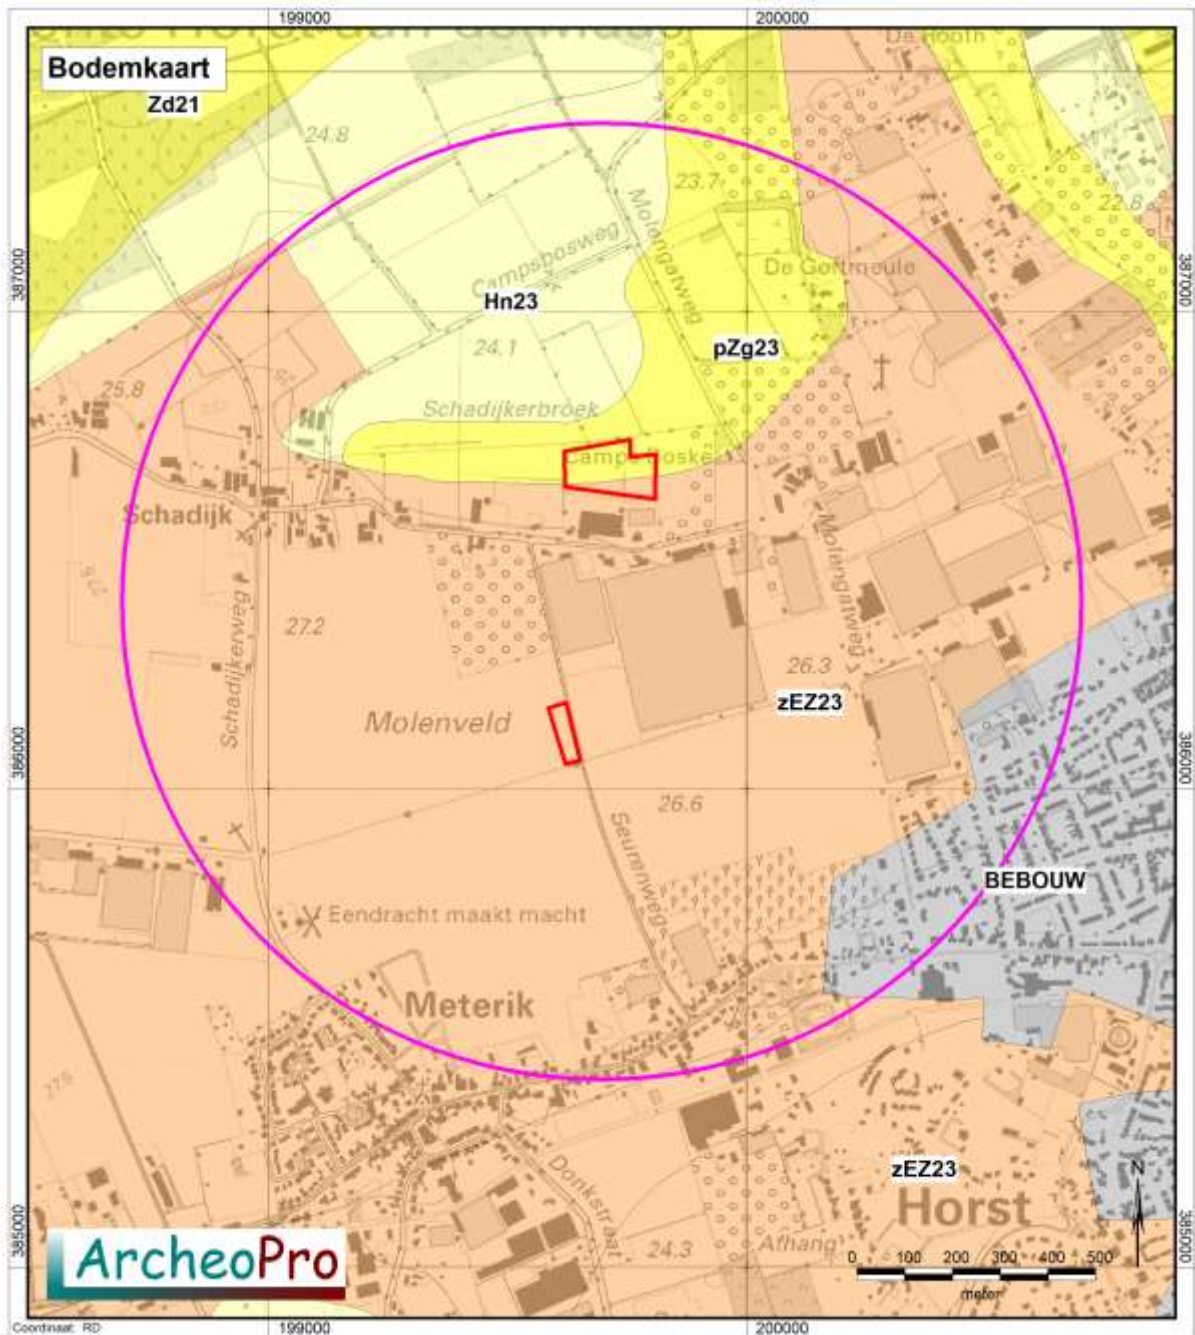 199000
200000
Bodemkaart
De Hooth
Zd21
24.8
23.7
22.8
Molengatweg
387000
387000
Campsbosweg
De Gortmeule
Hn23
24.1
pZg23
25.8
Schadijkerbroek
Camps Boske
Schadijk
Molengatweg
27.2
Schadijkerweg
26.3
zEZ23
Molenveld
386000
386000
26.6
Seurenweg
BEBOUW
Eendracht maakt macht
Meterik
Donkstraat
zEZ23
Horst
N
24.3
Afhang
385000
385000
0 100 200 300 400 500
meter
ArcheoPro
Coordinaat: RD
199000
200000